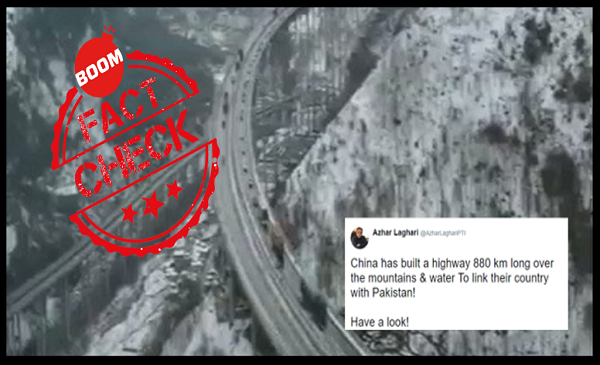 BOOM
FACT
CHECK
Azhar Laghari @AzharLaghariPTI
China has built a highway 880 km long over
the mountains & water To link their country
with Pakistan!
Have a look!